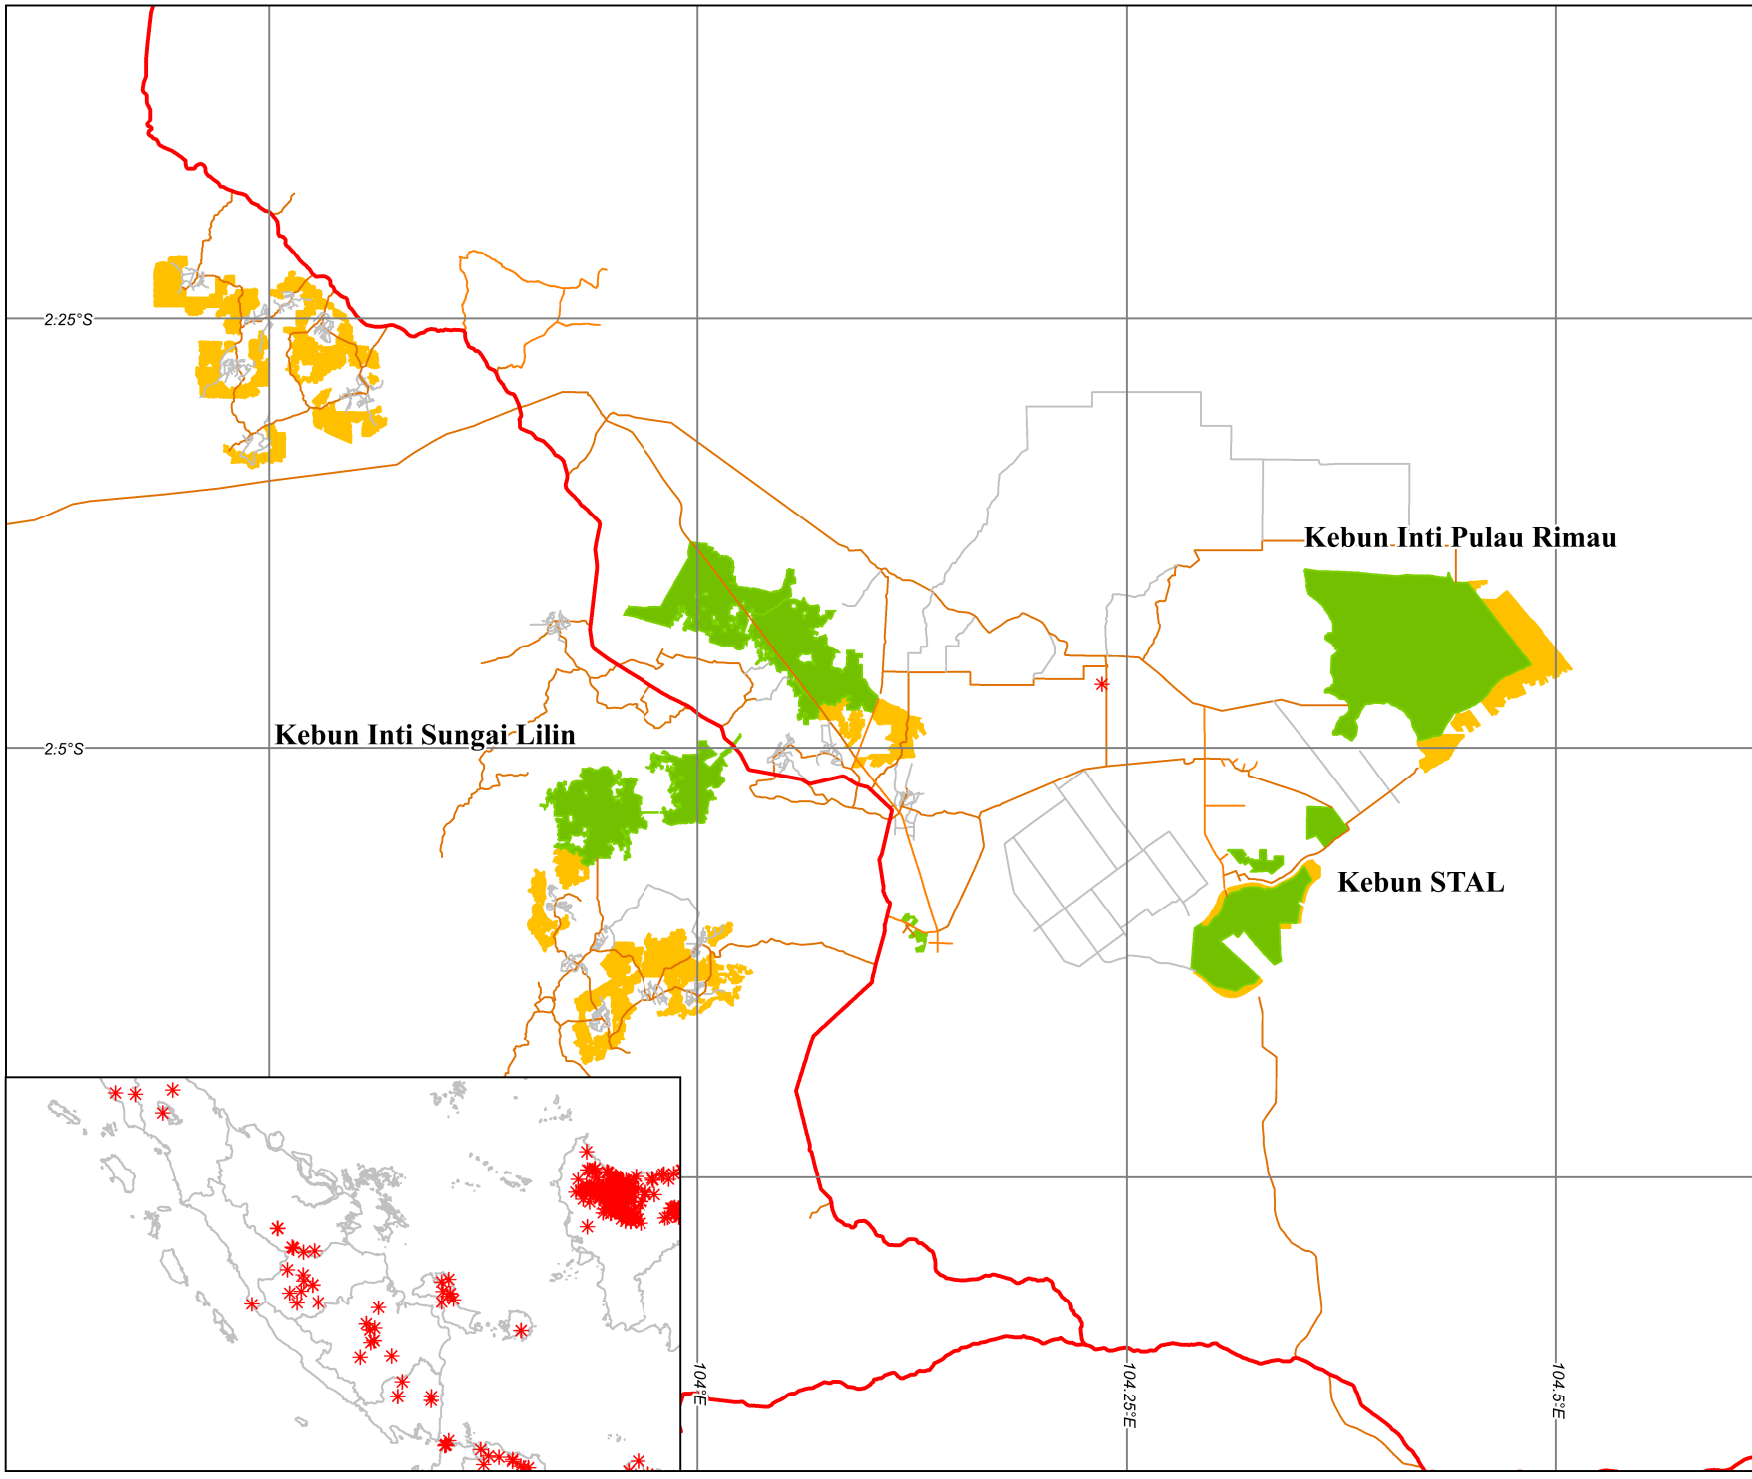 2.25°S
Kebun Inti Pulau Rimau
Kebun Inti Sungai Lilin
2.5°S
Kebun STAL
104°E
104.25°E
104.5°E